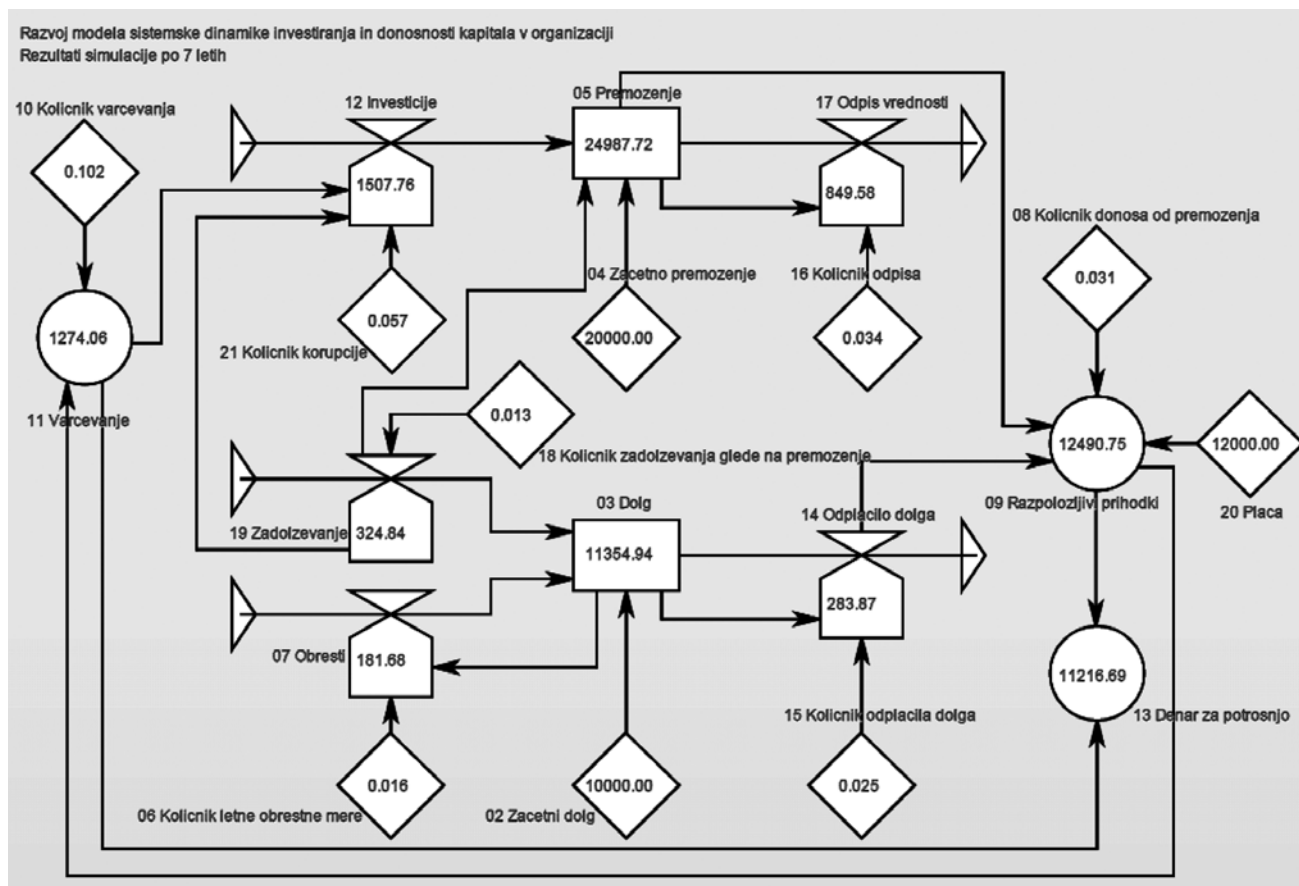 Razvoj modela sistemske dinamike investiranja in donosnosti kapitala v organizaciji
Rezultati simulacije po 7 letih
10 Kolicnik varcevanja
12 Investicije
05 Premozenje
17 Odpis vrednosti
0.102
24987.72
1507.76
849.58
08 Kolicnik donosa od premozenja
04 Zacetno premozenje
16 Kolicnik odpisa
0.031
0.057
20000.00
0.034
1274.06
21 Kolicnik korupcije
11 Varcevanje
0.013
12490.75
12000.00
18 Kolicnik zadolzevanja glede na premozenje
03 Dolg
14 Odplacilo dolga
09 Razpolozljivi prihodki
20 Placa
19 Zadolzevanje
324.84
11354.94
283.87
07 Obresti
181.68
11216.69
15 Kolicnik odplacila dolga
13 Denar za potrosnjo
0.016
10000.00
0.025
06 Kolicnik letne obrestne mere
02 Zacetni dolg